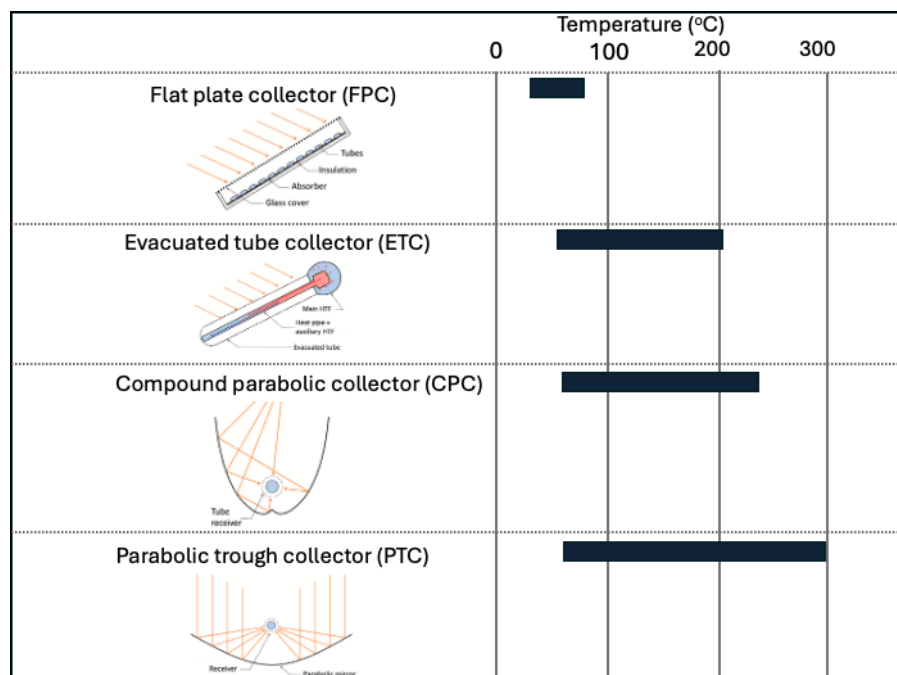 Temperature (°C)
0 100 200 300
Flat plate collector (FPC)
Tubes
Insulation
Absorber
Glass cover
Evacuated tube collector (ETC)
Main HTF
Heat pipe +
auxiliary HTF
Evacuated tube
Compound parabolic collector (CPC)
Tube
receiver
Parabolic trough collector (PTC)
Receiver
Parabolic mirror